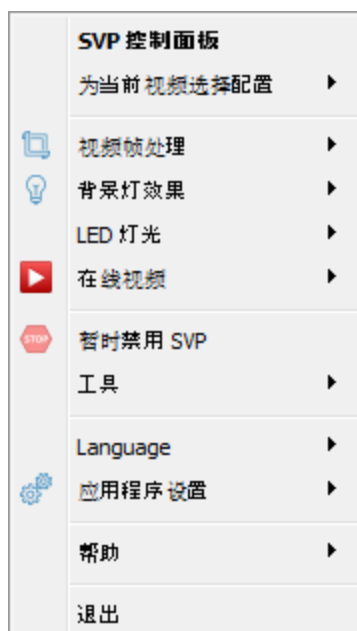 SVP 控制面板
为当前视频选择配置
视频帧处理
背景灯效果
LED 灯光
在线视频
STOP 暂时禁用 SVP
工具
Language
应用程序设置
帮助
退出